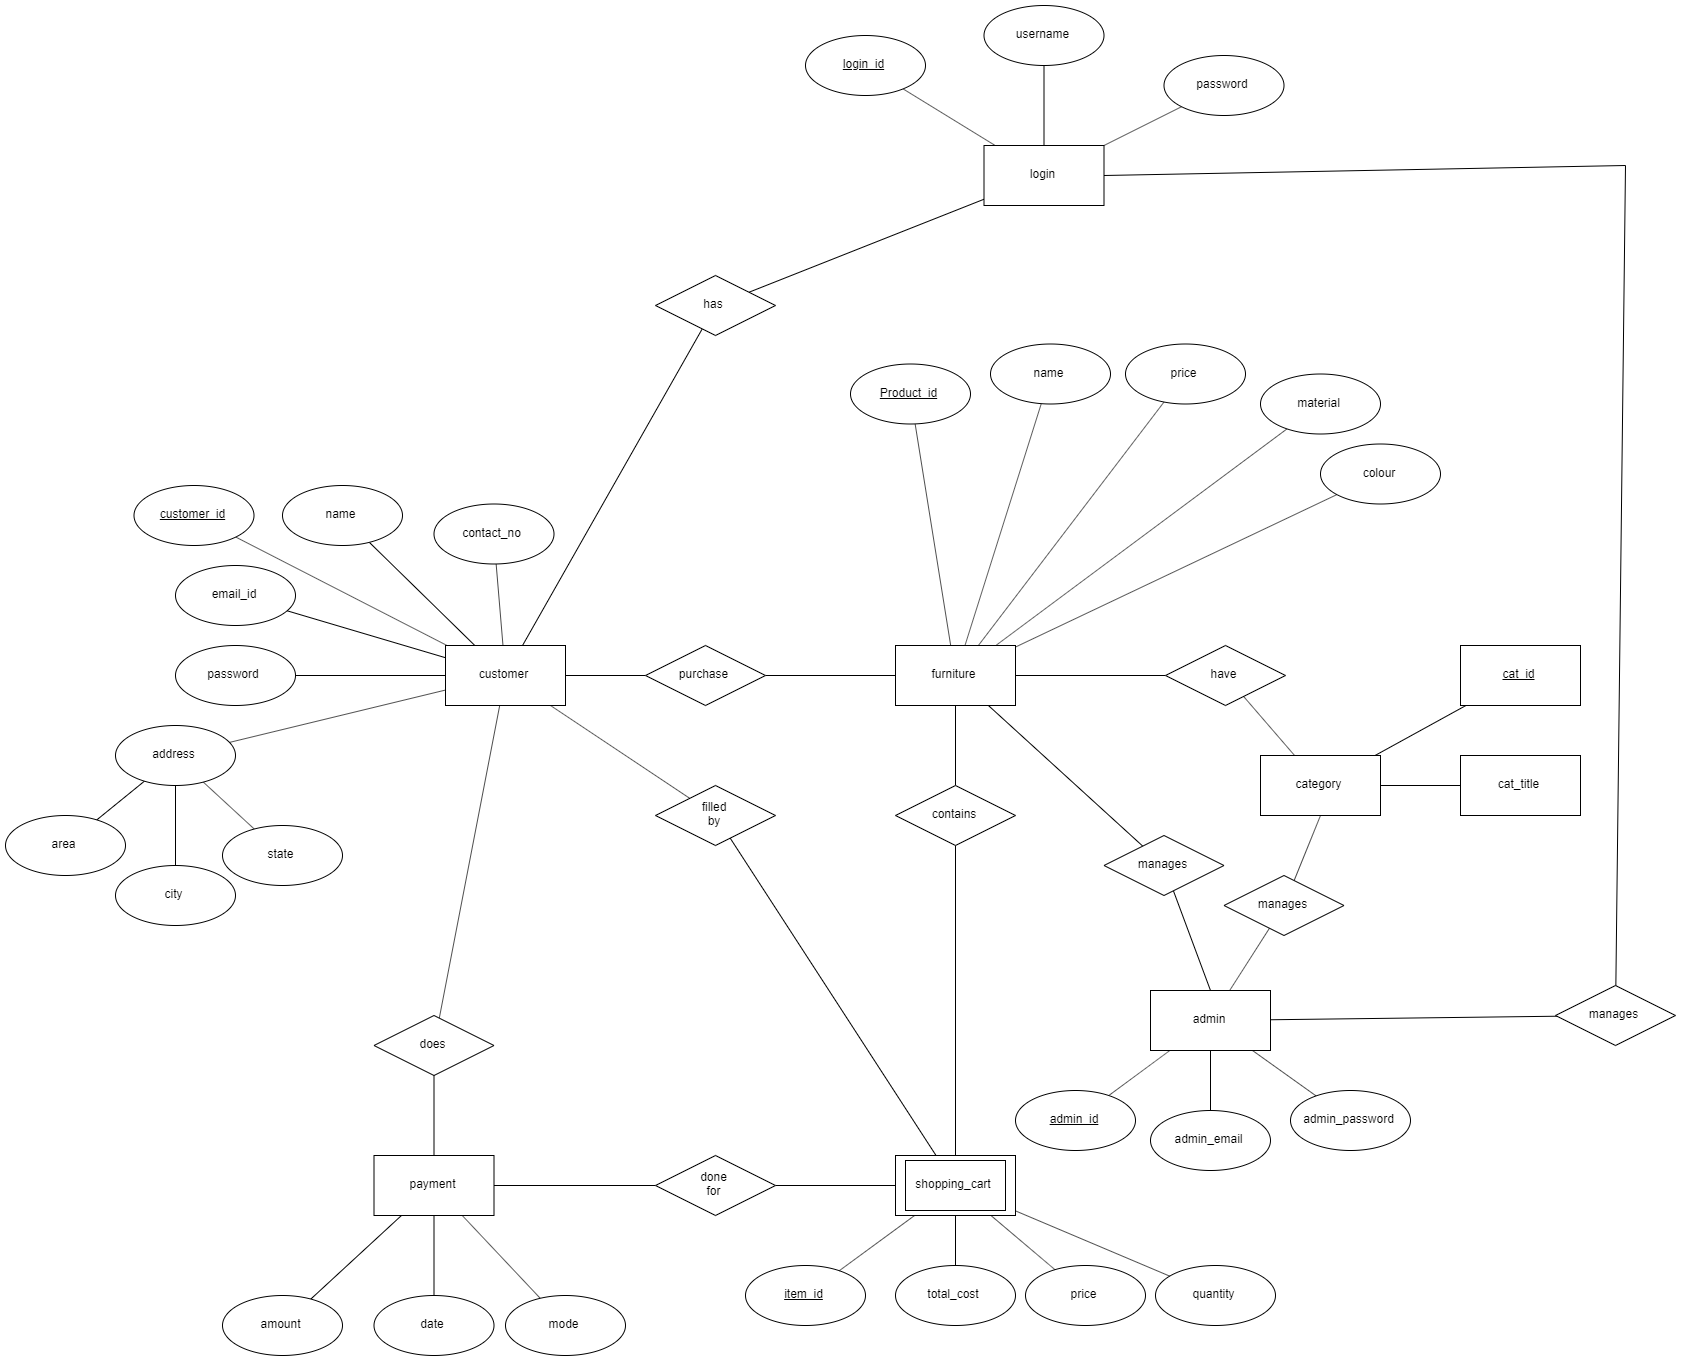 username
login_id
password
login
has
Product_id
name
price
material
colour
customer_id
name
contact_no
email_id
password
customer
purchase
furniture
have
cat_id
address
category
cat_title
filled
by
contains
area
state
city
manages
manages
does
admin
manages
admin_id
admin_email
admin_password
payment
done
for
shopping_cart
amount
date
mode
item_id
total_cost
price
quantity